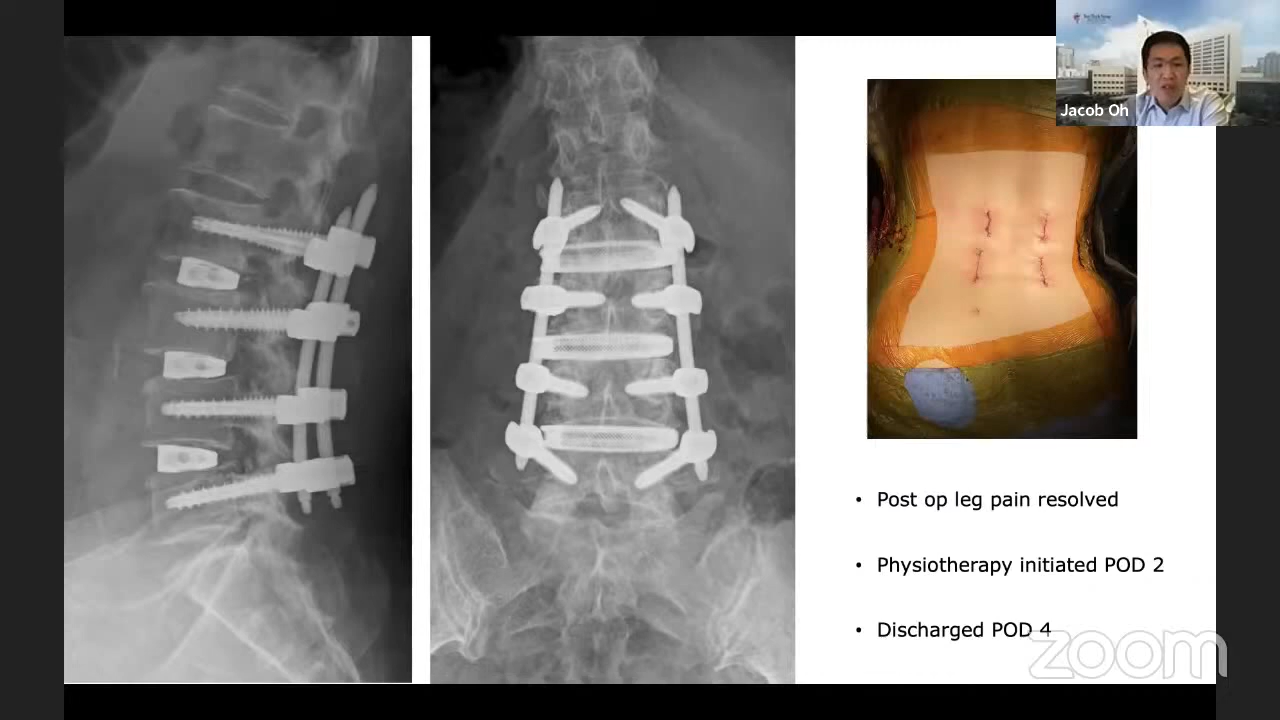 Jacob Oh
• Post op leg pain resolved
• Physiotherapy initiated POD 2
• Discharged POD 4
zoom